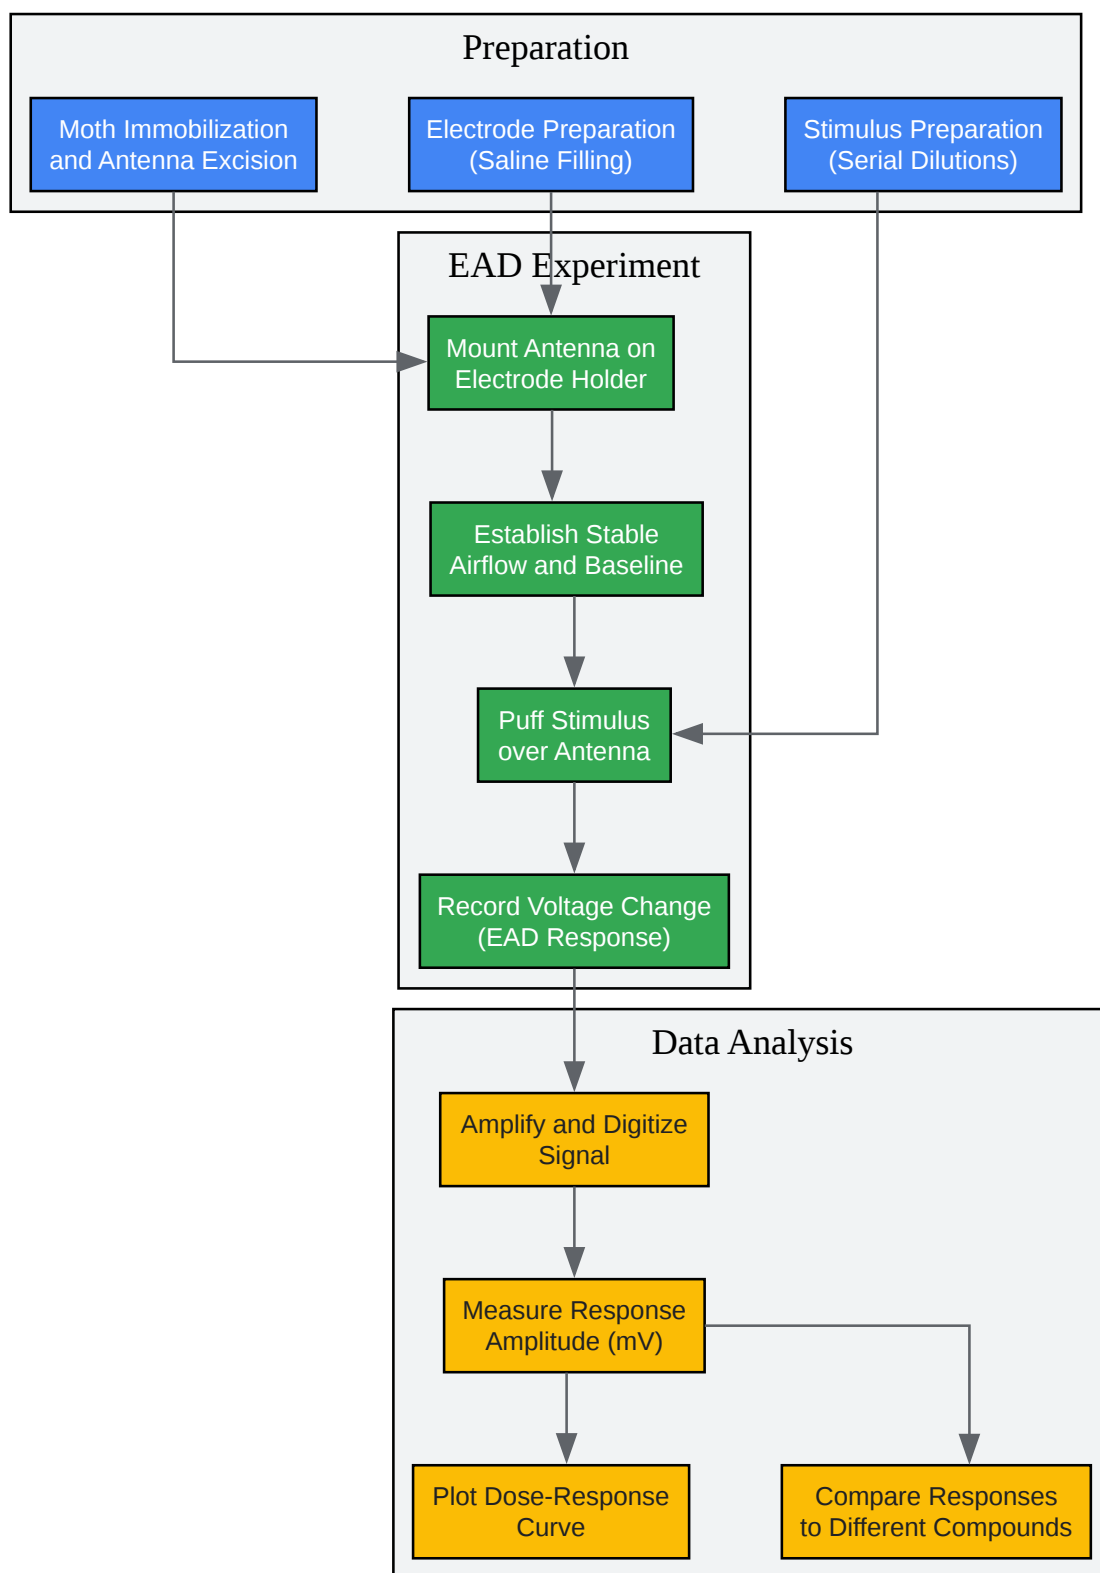 Preparation
Moth Immobilization
and Antenna Excision
Electrode Preparation
(Saline Filling)
Stimulus Preparation
(Serial Dilutions)
EAD Experiment
Mount Antenna on
Electrode Holder
Establish Stable
Airflow and Baseline
Puff Stimulus
over Antenna
Record Voltage Change
(EAD Response)
Data Analysis
Amplify and Digitize
Signal
Measure Response
Amplitude (mV)
Plot Dose-Response
Curve
Compare Responses
to Different Compounds